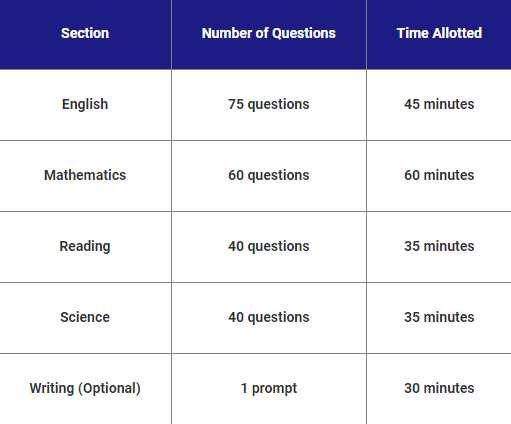 Section Number of Questions Time Allotted
English 75 questions 45 minutes
Mathematics 60 questions 60 minutes
Reading 40 questions 35 minutes
Science 40 questions 35 minutes
Writing (Optional) 1 prompt 30 minutes